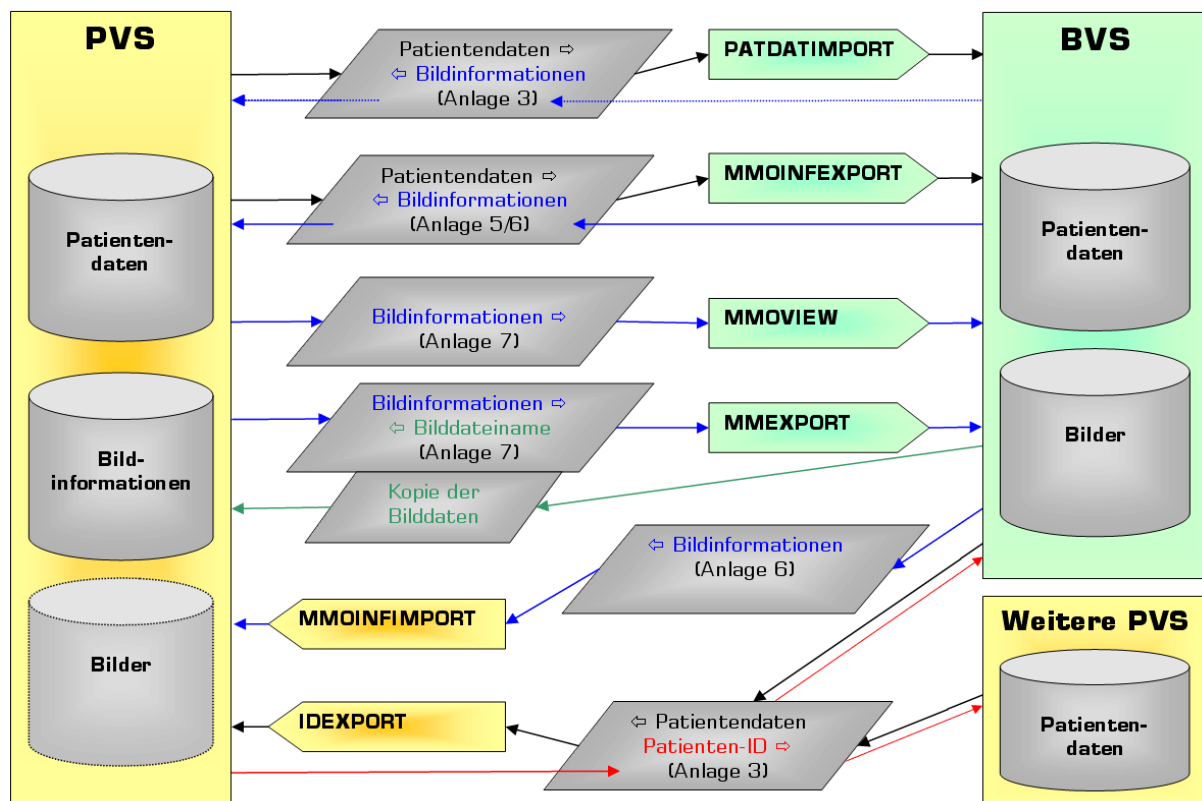 PVS
BVS
Patientendaten ⇨
⇦ Bildinformationen
(Anlage 3)
PATDATIMPORT
Patientendaten ⇨
⇦ Bildinformationen
(Anlage 5/6)
MMOINFEXPORT
Patienten-
daten
Patienten-
daten
Bildinformationen ⇨
(Anlage 7)
MMOVIEW
Bildinformationen ⇨
⇦ Bilddateiname
(Anlage 7)
MMEXPORT
Bild-
informationen
Bilder
Kopie der
Bilddaten
⇦ Bildinformationen
(Anlage 6)
MMOINFIMPORT
Bilder
Weitere PVS
IDEXPORT
⇦ Patientendaten
Patienten-ID ⇨
(Anlage 3)
Patienten-
daten